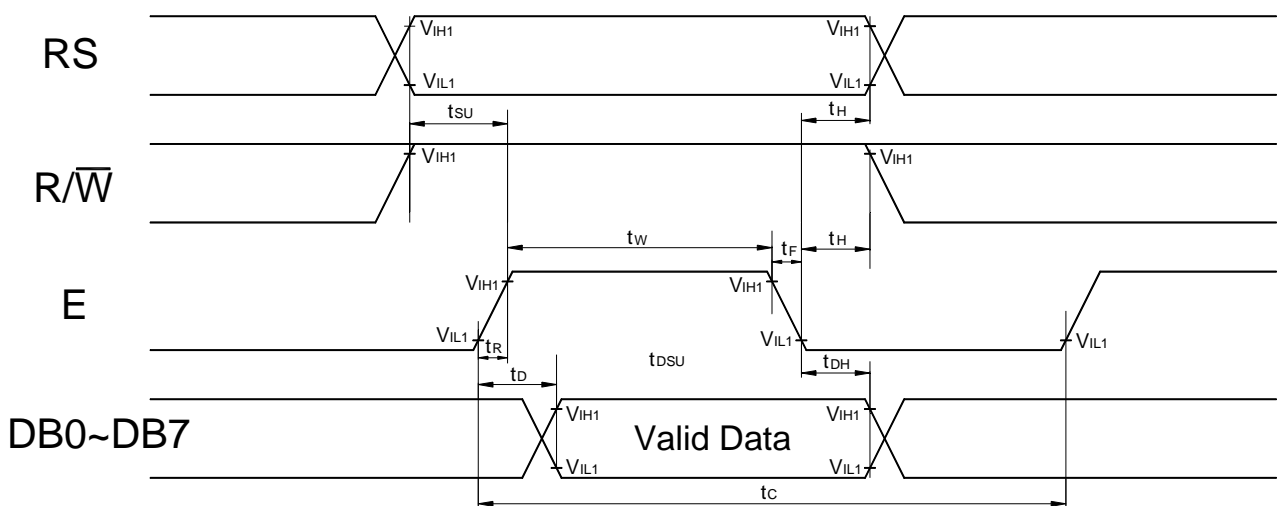 RS
VIH1
VIH1
VIL1
VIL1
tSU
tH
R/W̅
VIH1
VIH1
tW
tF
tH
E
VIH1
VIH1
VIL1
VIL1
VIL1
tR
tDSU
tD
tDH
DB0~DB7
VIH1
Valid Data
VIH1
VIL1
VIL1
tC